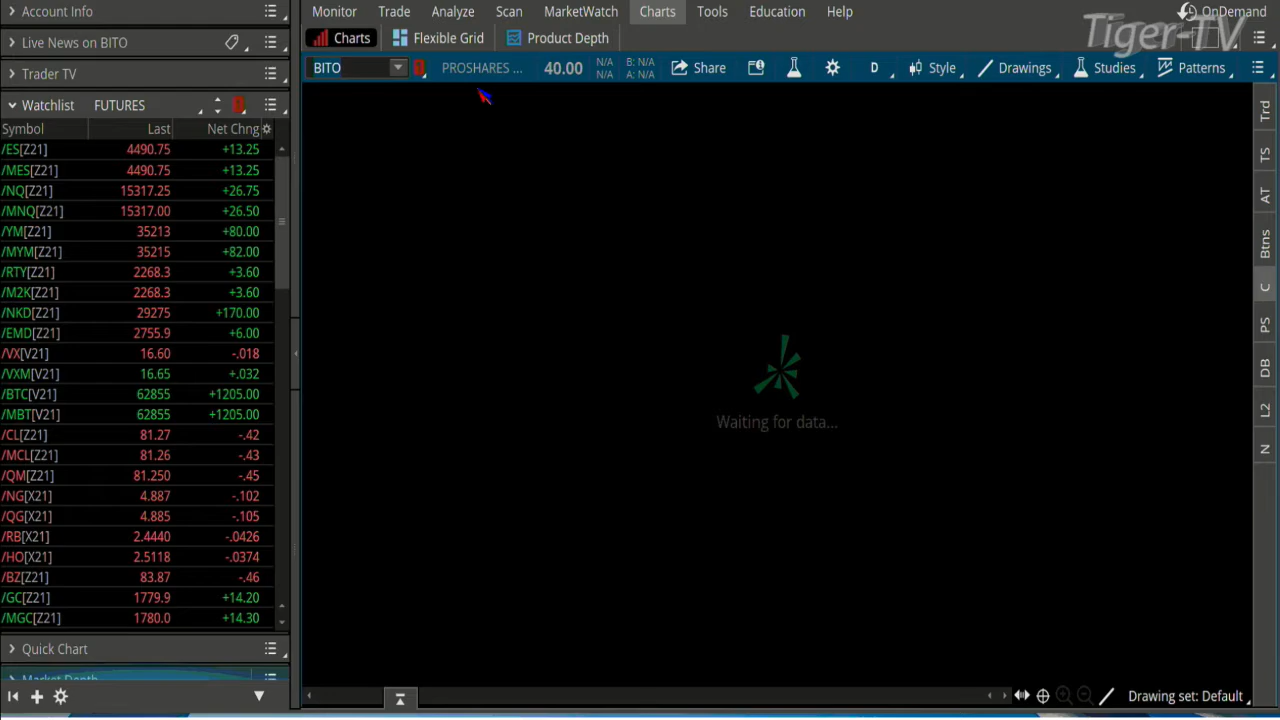 Account Info
Live News on BITO
Trader TV
Watchlist FUTURES
Symbol Last Net Chng
/ES[Z21] 4490.75 +13.25
/MES[Z21] 4490.75 +13.25
/NQ[Z21] 15317.25 +26.75
/MNQ[Z21] 15317.00 +26.50
/YM[Z21] 35213 +80.00
/MYM[Z21] 35215 +82.00
/RTY[Z21] 2268.3 +3.60
/M2K[Z21] 2268.3 +3.60
/NKD[Z21] 29275 +170.00
/EMD[Z21] 2755.9 +6.00
/VX[V21] 16.60 -.018
/VXM[V21] 16.65 +.032
/BTC[V21] 62855 +1205.00
/MBT[V21] 62855 +1205.00
/CL[Z21] 81.27 -.42
/MCL[Z21] 81.26 -.43
/QM[Z21] 81.250 -.45
/NG[X21] 4.887 -.102
/QG[X21] 4.885 -.105
/RB[X21] 2.4440 -.0426
/HO[X21] 2.5118 -.0374
/BZ[Z21] 83.87 -.46
/GC[Z21] 1779.9 +14.20
/MGC[Z21] 1780.0 +14.30
Quick Chart
Market Depth
Monitor Trade Analyze Scan MarketWatch Charts Tools Education Help
Tiger-TV
OnDemand
Charts Flexible Grid Product Depth
BITO PROSHARES ... 40.00 N/A B: N/A Share D Style Drawings Studies Patterns
N/A A: N/A
Waiting for data...
Trd
TS
AT
Btns
C
PS
DB
L2
N
Drawing set: Default